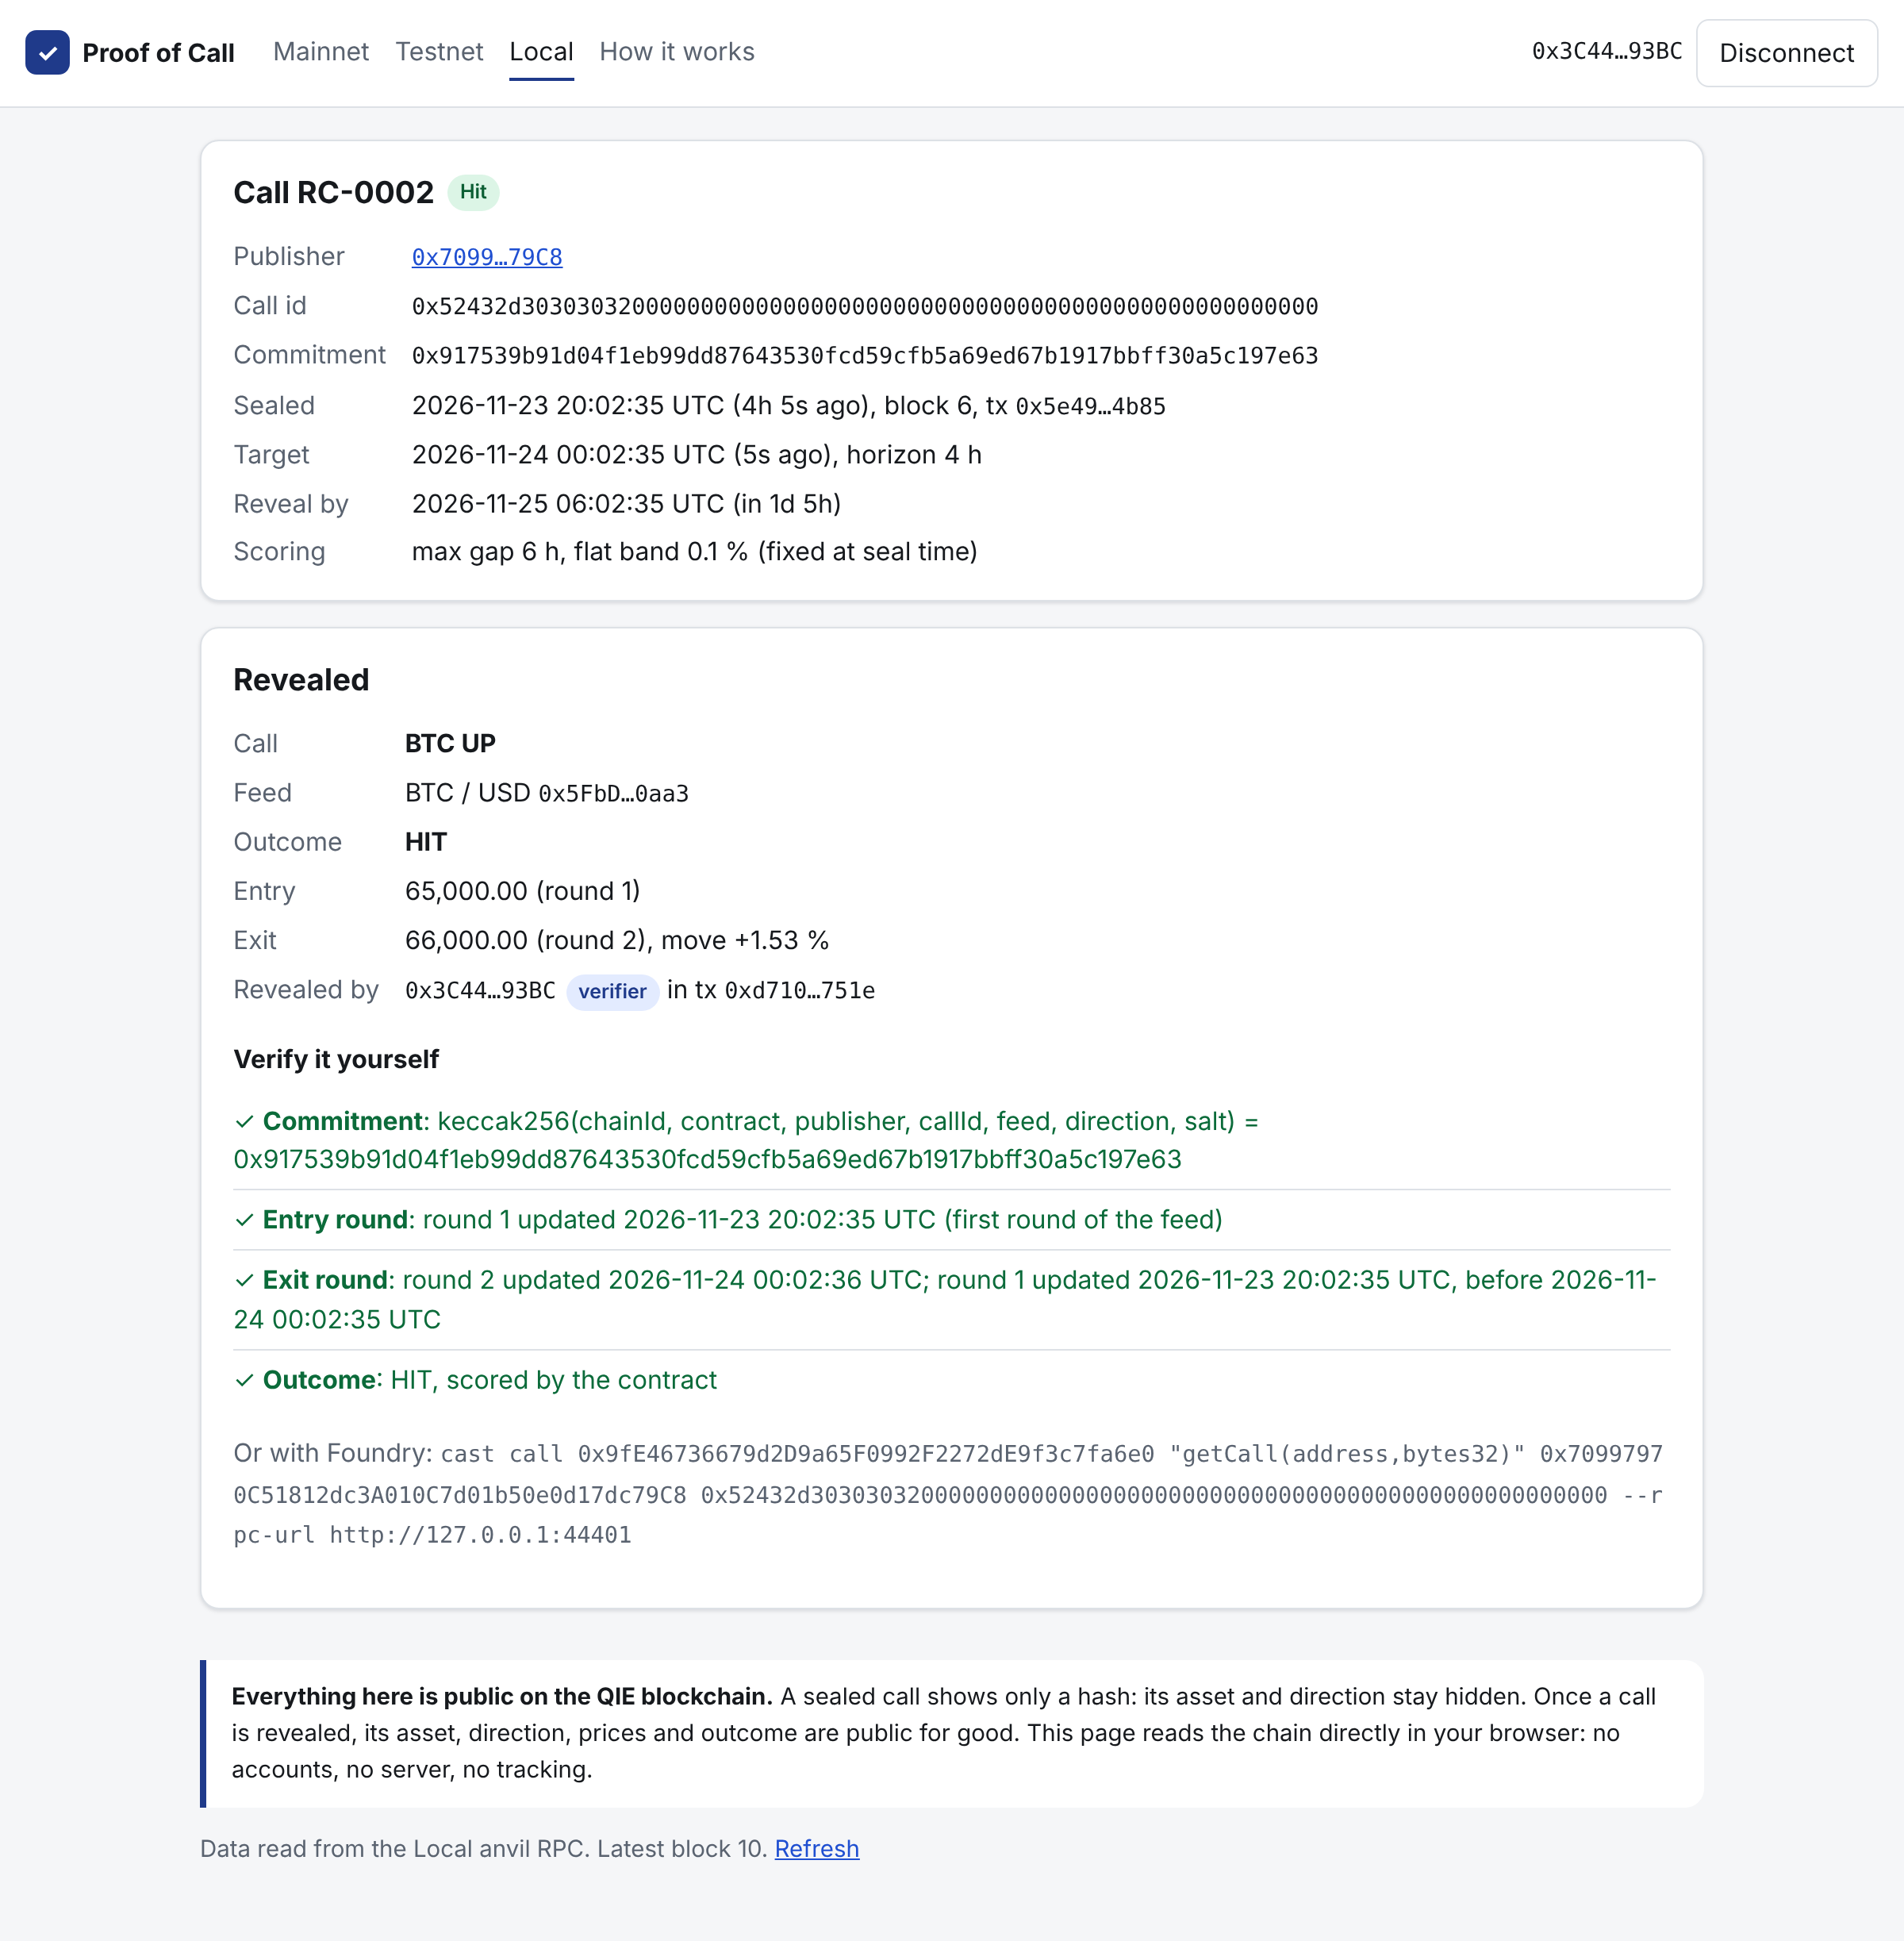 Proof of Call Mainnet Testnet Local How it works 0x3C44…93BC Disconnect
Call RC-0002 Hit
Publisher 0x7099…79C8
Call id 0x52432d3030303200000000000000000000000000000000000000000000000000
Commitment 0x917539b91d04f1eb99dd87643530fcd59cfb5a69ed67b1917bbff30a5c197e63
Sealed 2026-11-23 20:02:35 UTC (4h 5s ago), block 6, tx 0x5e49…4b85
Target 2026-11-24 00:02:35 UTC (5s ago), horizon 4 h
Reveal by 2026-11-25 06:02:35 UTC (in 1d 5h)
Scoring max gap 6 h, flat band 0.1 % (fixed at seal time)
Revealed
Call BTC UP
Feed BTC / USD 0x5FbD…0aa3
Outcome HIT
Entry 65,000.00 (round 1)
Exit 66,000.00 (round 2), move +1.53 %
Revealed by 0x3C44…93BC verifier in tx 0xd710…751e
Verify it yourself
✓ Commitment: keccak256(chainId, contract, publisher, callId, feed, direction, salt) =
0x917539b91d04f1eb99dd87643530fcd59cfb5a69ed67b1917bbff30a5c197e63
✓ Entry round: round 1 updated 2026-11-23 20:02:35 UTC (first round of the feed)
✓ Exit round: round 2 updated 2026-11-24 00:02:36 UTC; round 1 updated 2026-11-23 20:02:35 UTC, before 2026-11-
24 00:02:35 UTC
✓ Outcome: HIT, scored by the contract
Or with Foundry: cast call 0x9fE46736679d2D9a65F0992F2272dE9f3c7fa6e0 "getCall(address,bytes32)" 0x7099797
0C51812dc3A010C7d01b50e0d17dc79C8 0x52432d3030303200000000000000000000000000000000000000000000000000 --r
pc-url http://127.0.0.1:44401
Everything here is public on the QIE blockchain. A sealed call shows only a hash: its asset and direction stay hidden. Once a call
is revealed, its asset, direction, prices and outcome are public for good. This page reads the chain directly in your browser: no
accounts, no server, no tracking.
Data read from the Local anvil RPC. Latest block 10. Refresh